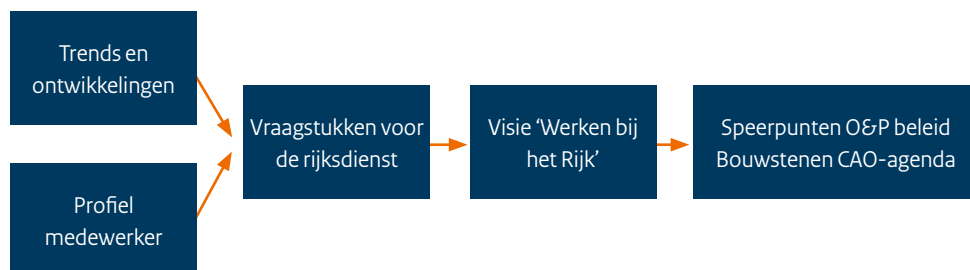 Trends en
ontwikkelingen
Profiel
medewerker
Vraagstukken voor
de rijksdienst
Visie ‘Werken bij
het Rijk’
Speerpunten O&P beleid
Bouwstenen CAO-agenda